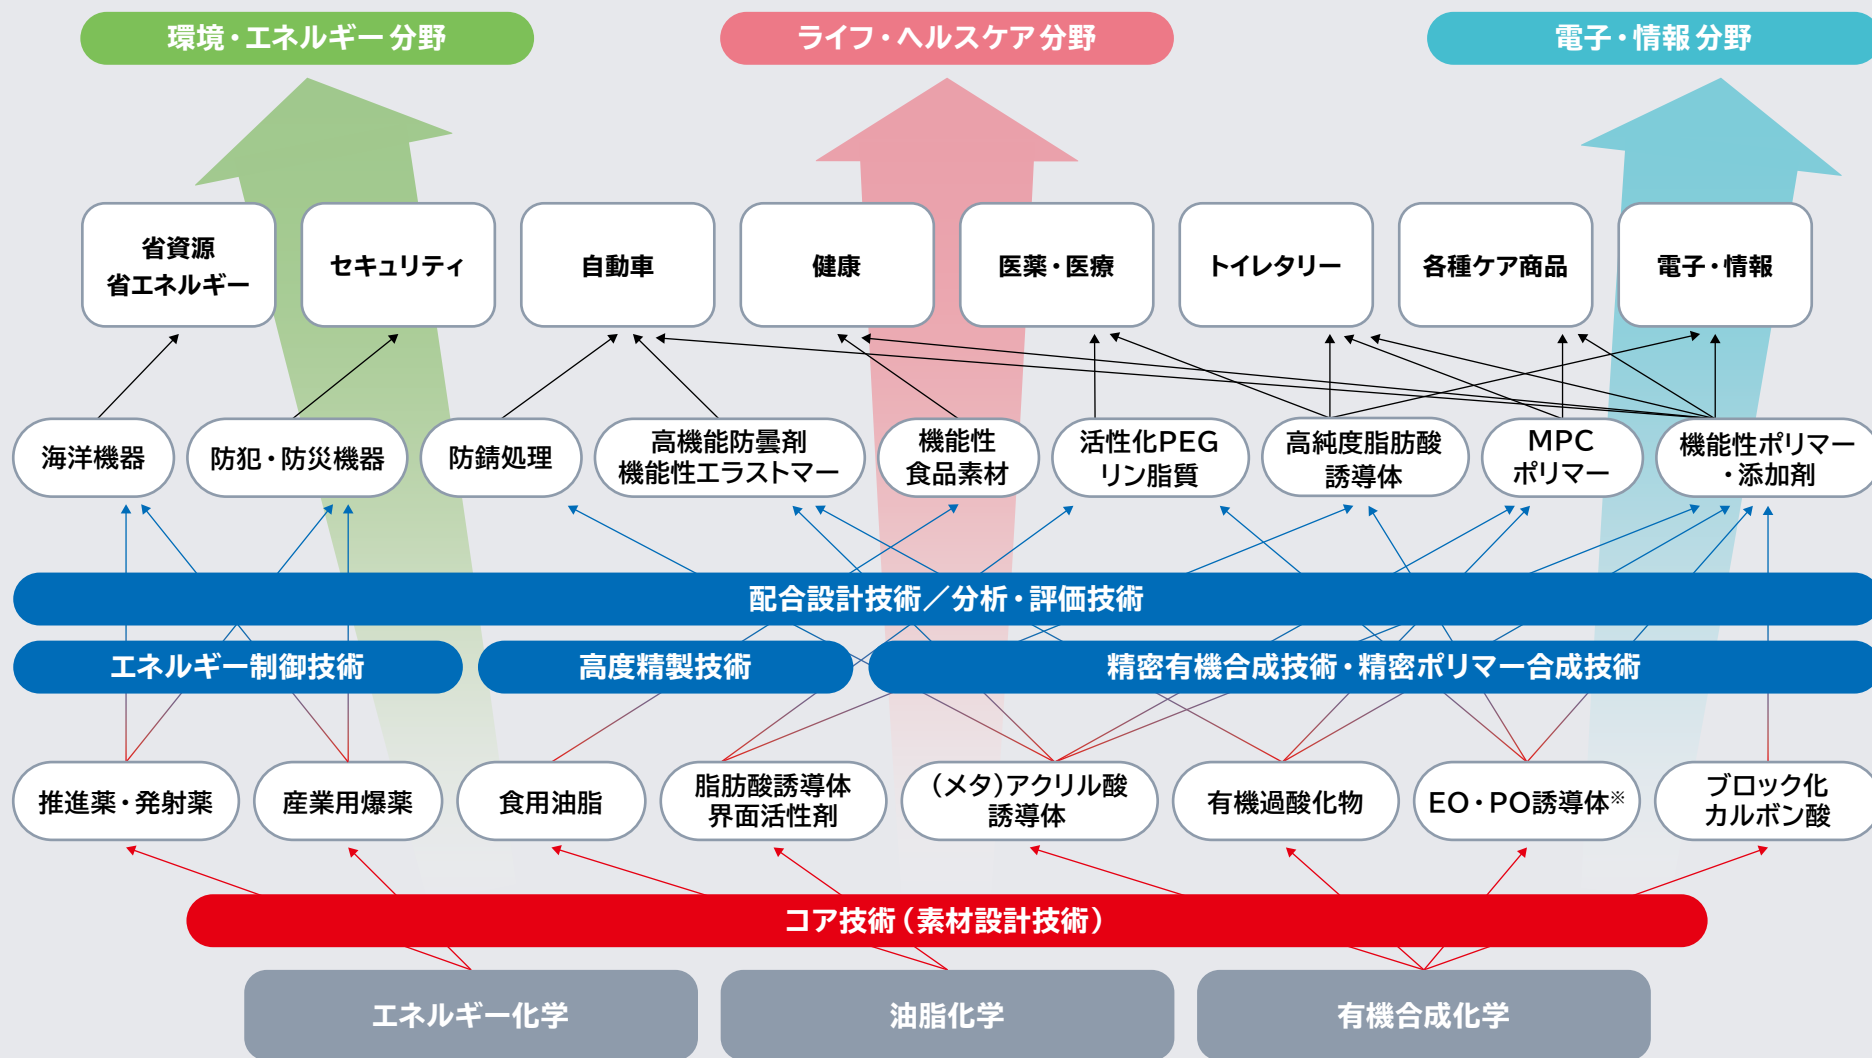 環境・エネルギー分野
ライフ・ヘルスケア分野
電子・情報分野
省資源
省エネルギー
セキュリティ
自動車
健康
医薬・医療
トイレタリー
各種ケア商品
電子・情報
海洋機器
防犯・防災機器
防錆処理
高機能防曇剤
機能性エラストマー
機能性
食品素材
活性化PEG
リン脂質
高純度脂肪酸
誘導体
MPC
ポリマー
機能性ポリマー
・添加剤
配合設計技術／分析・評価技術
エネルギー制御技術
高度精製技術
精密有機合成技術・精密ポリマー合成技術
推進薬・発射薬
産業用爆薬
食用油脂
脂肪酸誘導体
界面活性剤
（メタ）アクリル酸
誘導体
有機過酸化物
EO・PO誘導体※
ブロック化
カルボン酸
コア技術（素材設計技術）
エネルギー化学
油脂化学
有機合成化学